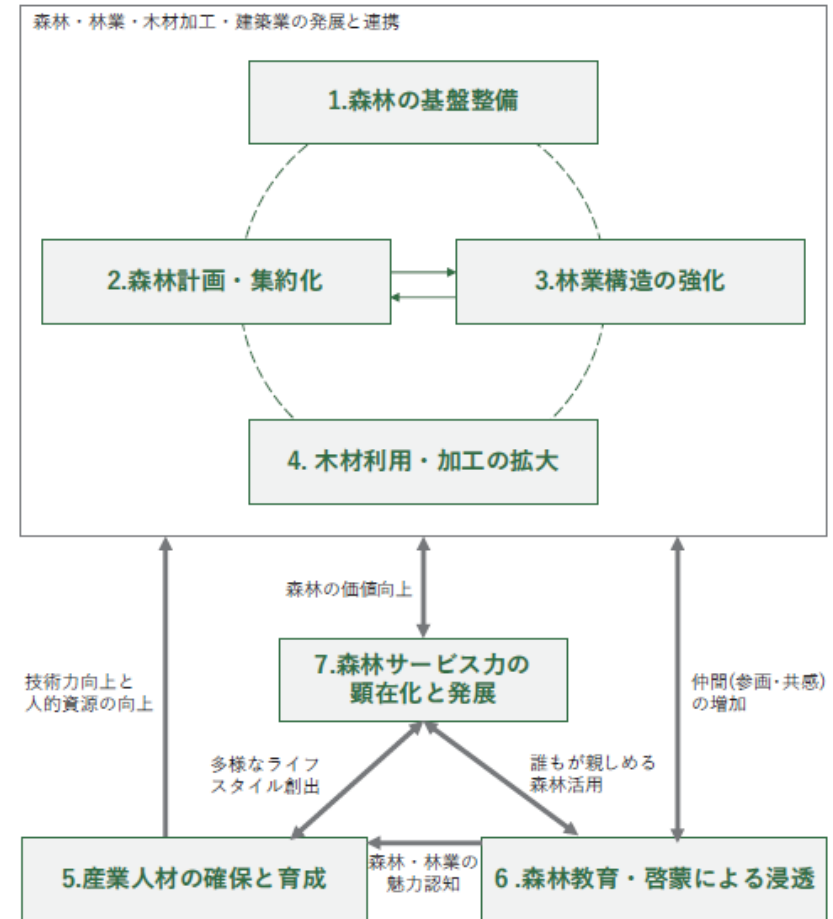 森林・林業・木材加工・建築業の発展と連携
1.森林の基盤整備
2.森林計画・集約化
3.林業構造の強化
4. 木材利用・加工の拡大
森林の価値向上
7.森林サービス力の
顕在化と発展
技術力向上と
人的資源の向上
仲間(参画・共感)
の増加
多様なライフ
スタイル創出
誰もが親しめる
森林活用
5.産業人材の確保と育成
森林・林業の
魅力認知
6 .森林教育・啓蒙による浸透